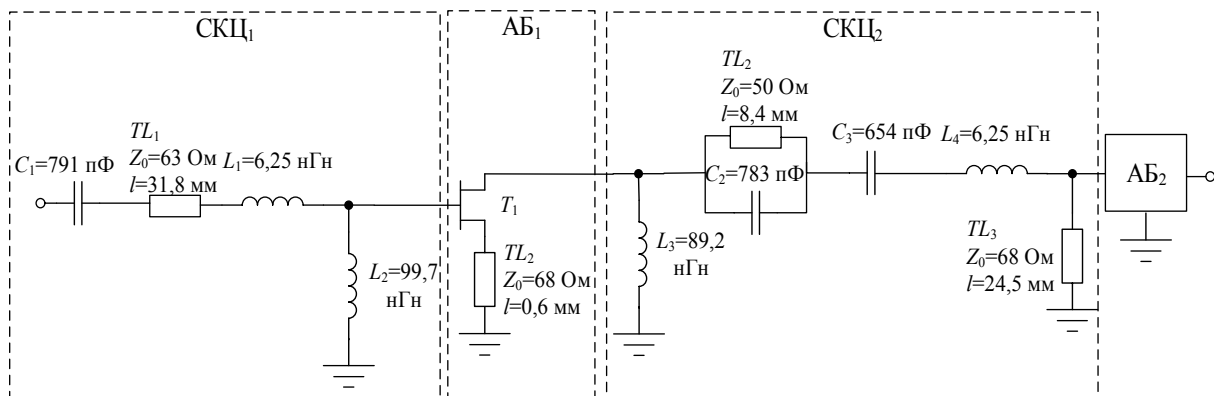 СКЦ₁
АБ₁
СКЦ₂
C₁=791 пФ
TL₁
Z₀=63 Ом
l=31,8 мм
L₁=6,25 нГн
L₂=99,7
нГн
T₁
TL₂
Z₀=68 Ом
l=0,6 мм
L₃=89,2
нГн
TL₂
Z₀=50 Ом
l=8,4 мм
C₂=783 пФ
C₃=654 пФ
L₄=6,25 нГн
TL₃
Z₀=68 Ом
l=24,5 мм
АБ₂